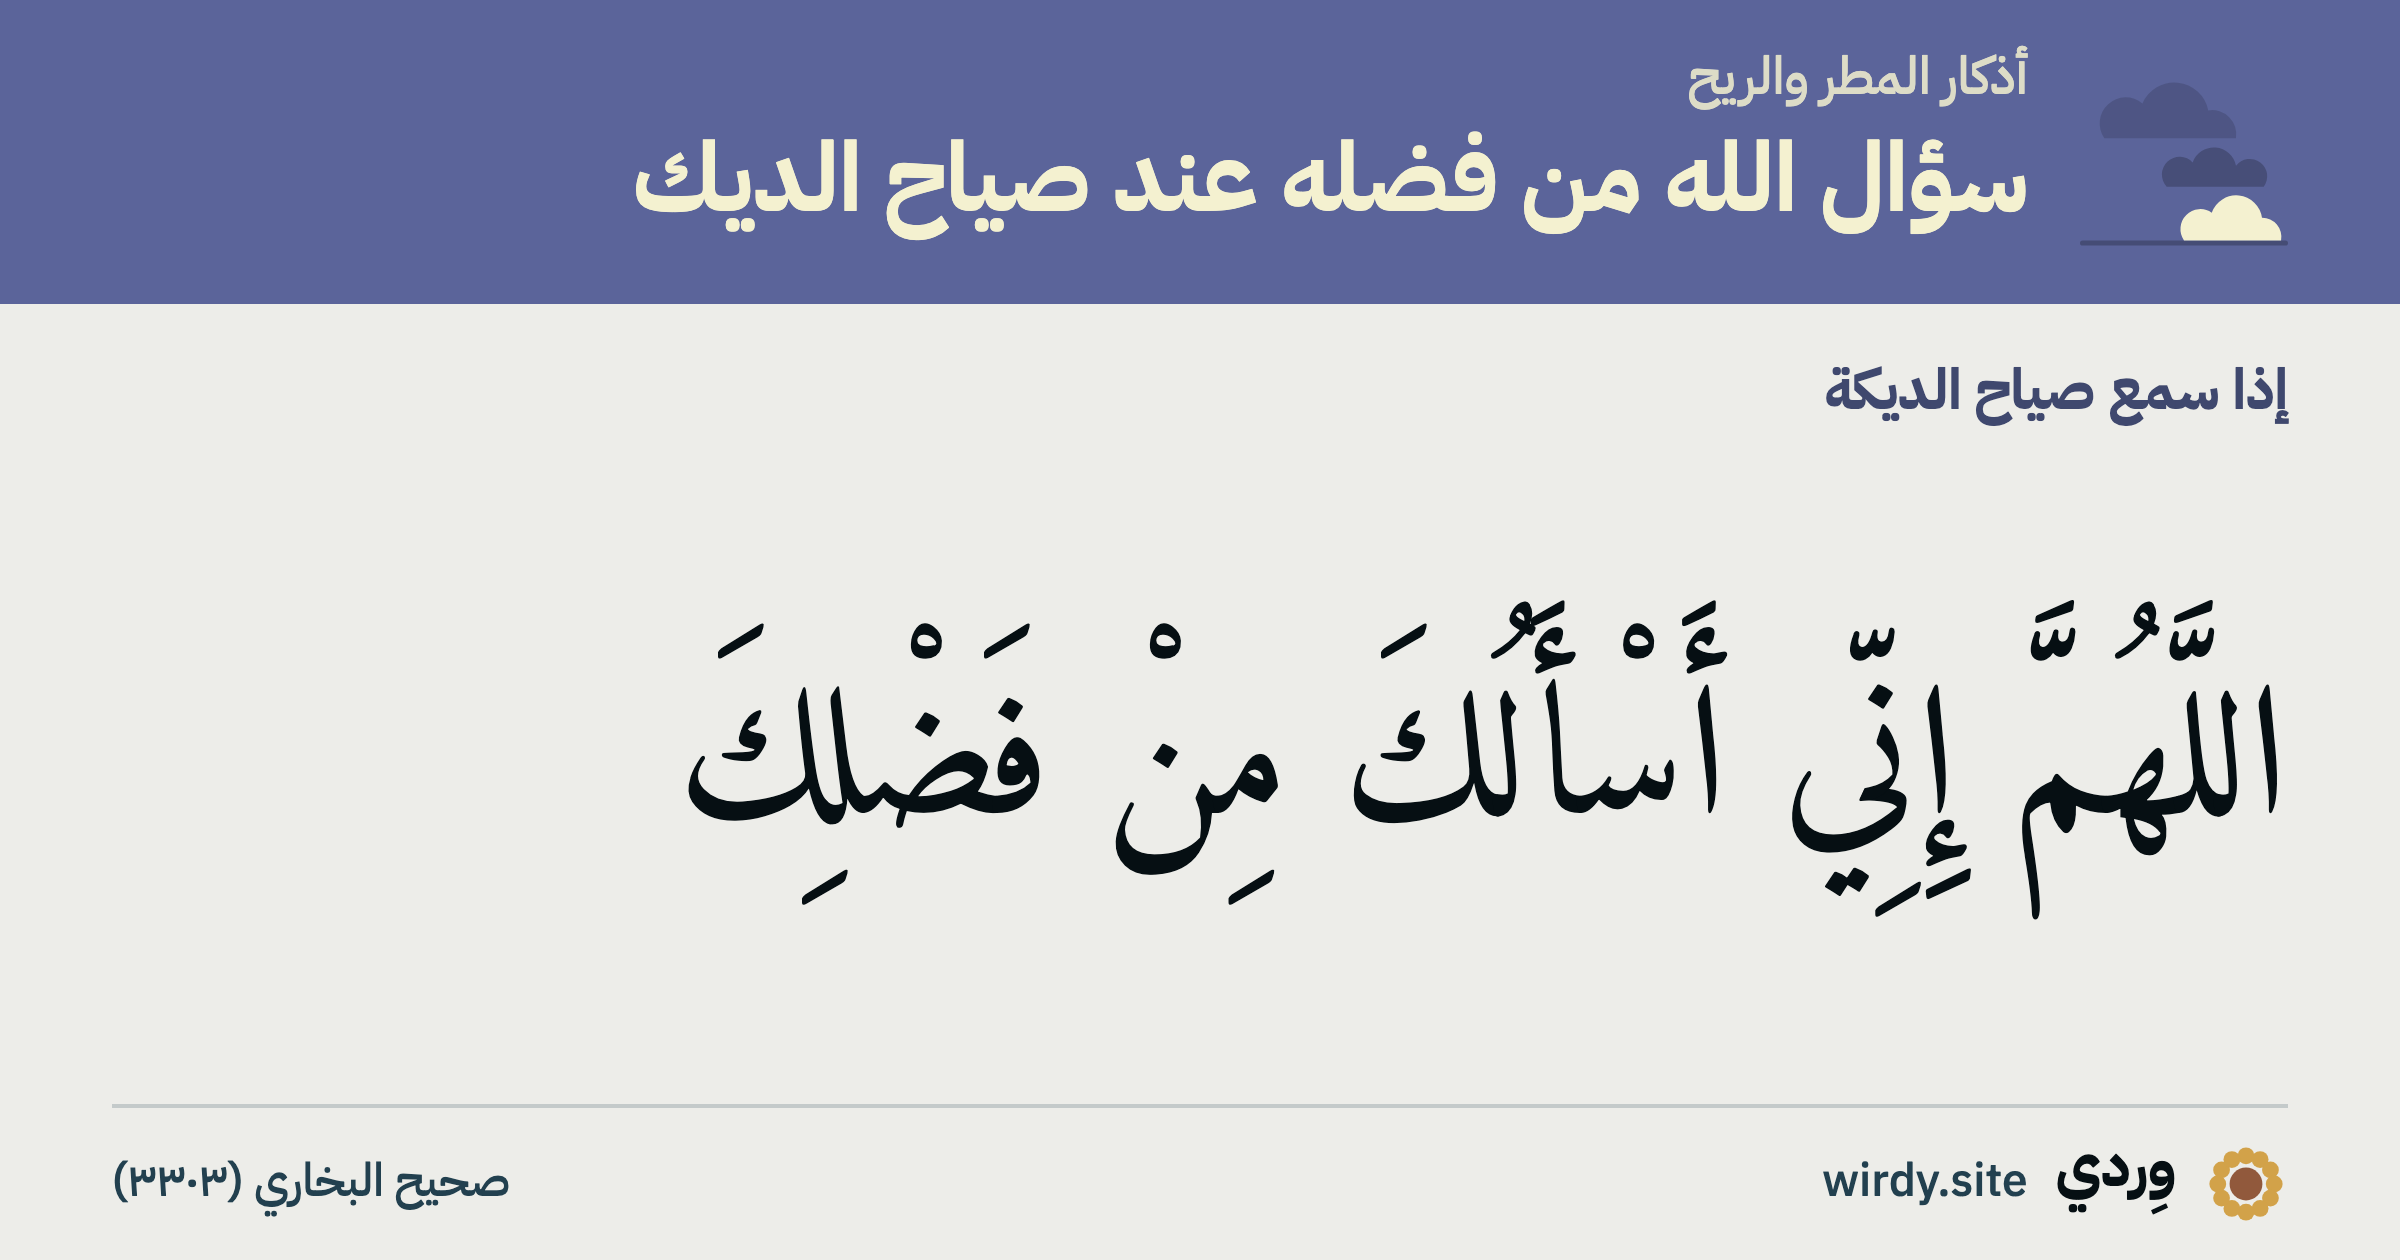 أذكار المطر والريح
سؤال الله من فضله عند صياح الديك
إذا سمع صياح الديكة
اللَّهُمَّ إِنِّي أَسْأَلُكَ مِنْ فَضْلِكَ
وِردي wirdy.site
صحيح البخاري (٣٣٠٣)